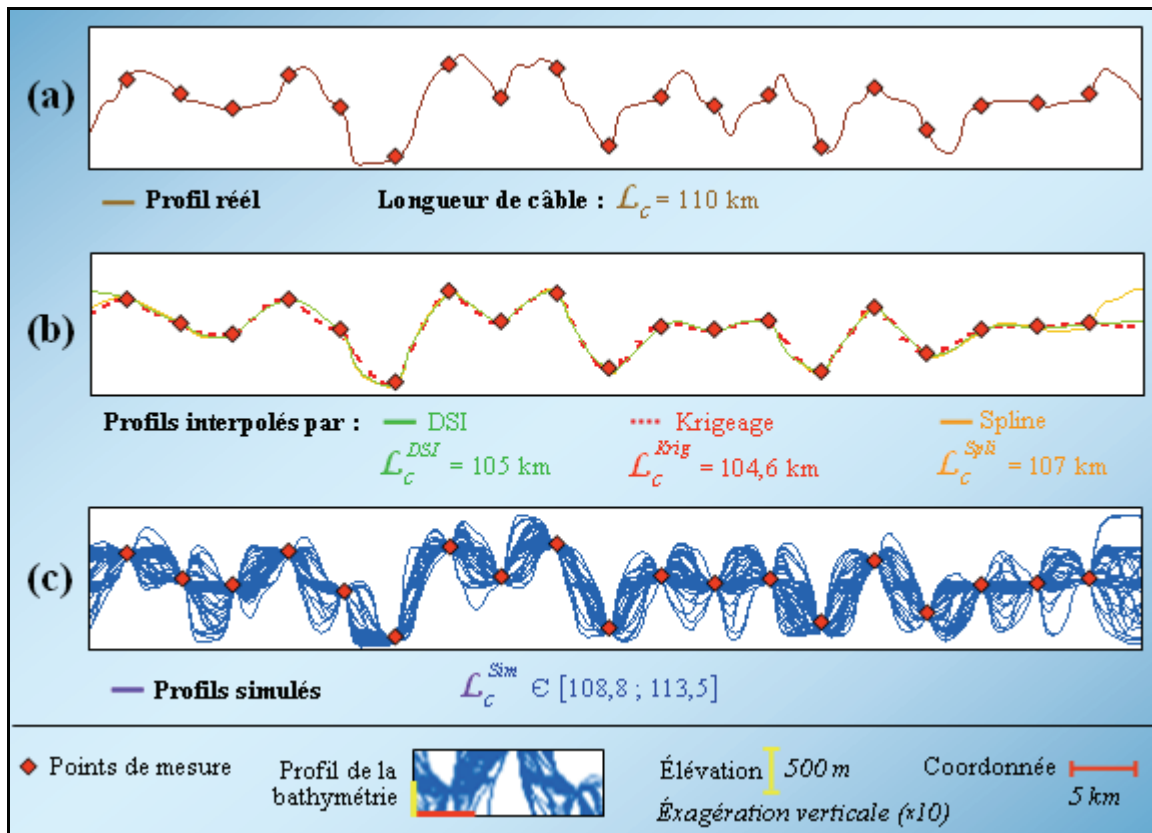 (a)
Profil réél Longueur de câble : ℒc = 110 km
(b)
Profils interpolés par : DSI Krigeage Spline
ℒc^DSI = 105 km ℒc^Krig = 104,6 km ℒc^Spli = 107 km
(c)
Profils simulés ℒc^Sim Є [108,8 ; 113,5]
Points de mesure
Profil de la
bathymétrie
Élévation 500 m
Éxagération verticale (x10)
Coordonnée
5 km